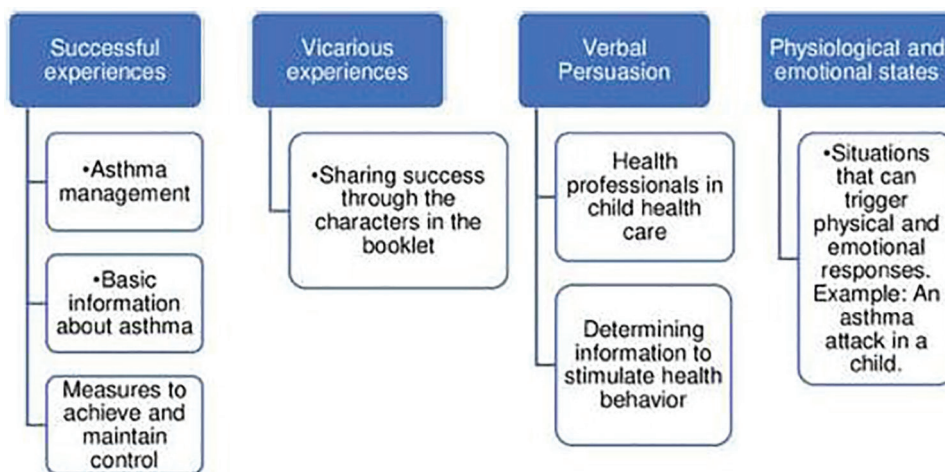 Successful
experiences
•Asthma
management
•Basic
information
about asthma
Measures to
achieve and
maintain
control
Vicarious
experiences
•Sharing success
through the
characters in the
booklet
Verbal
Persuasion
Health
professionals in
child health
care
Determining
information to
stimulate health
behavior
Physiological and
emotional states
•Situations
that can
trigger
physical and
emotional
responses.
Example: An
asthma
attack in a
child.